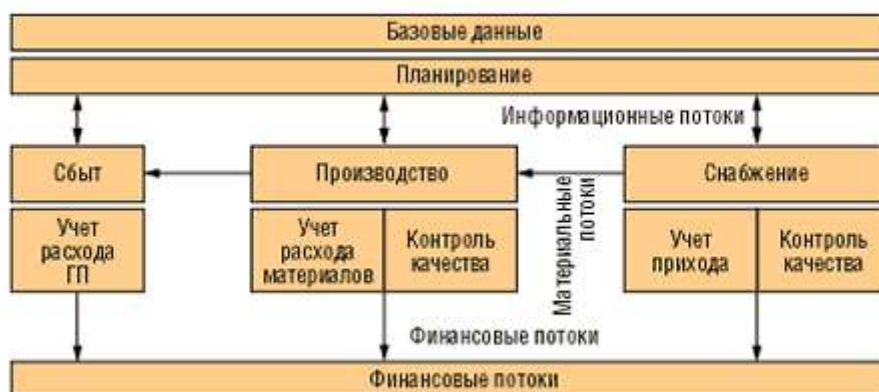 Базовые данные
Планирование
Информационные потоки
Сбыт
Производство
Снабжение
Материальные
потоки
Учет
расхода
ГП
Учет
расхода
материалов
Контроль
качества
Учет
прихода
Контроль
качества
Финансовые потоки
Финансовые потоки